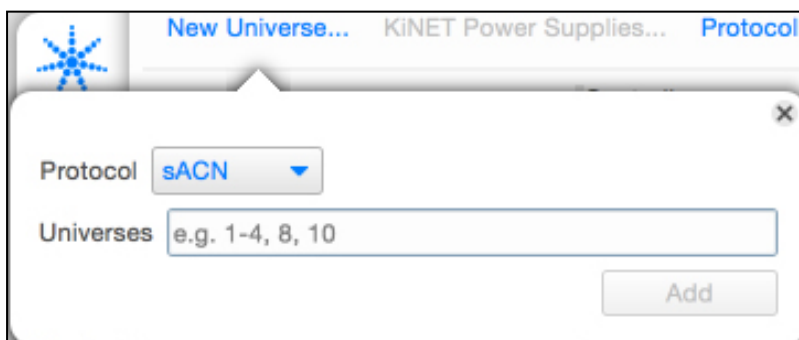 New Universe... KiNET Power Supplies... Protocol
Protocol sACN
Universes e.g. 1-4, 8, 10
Add